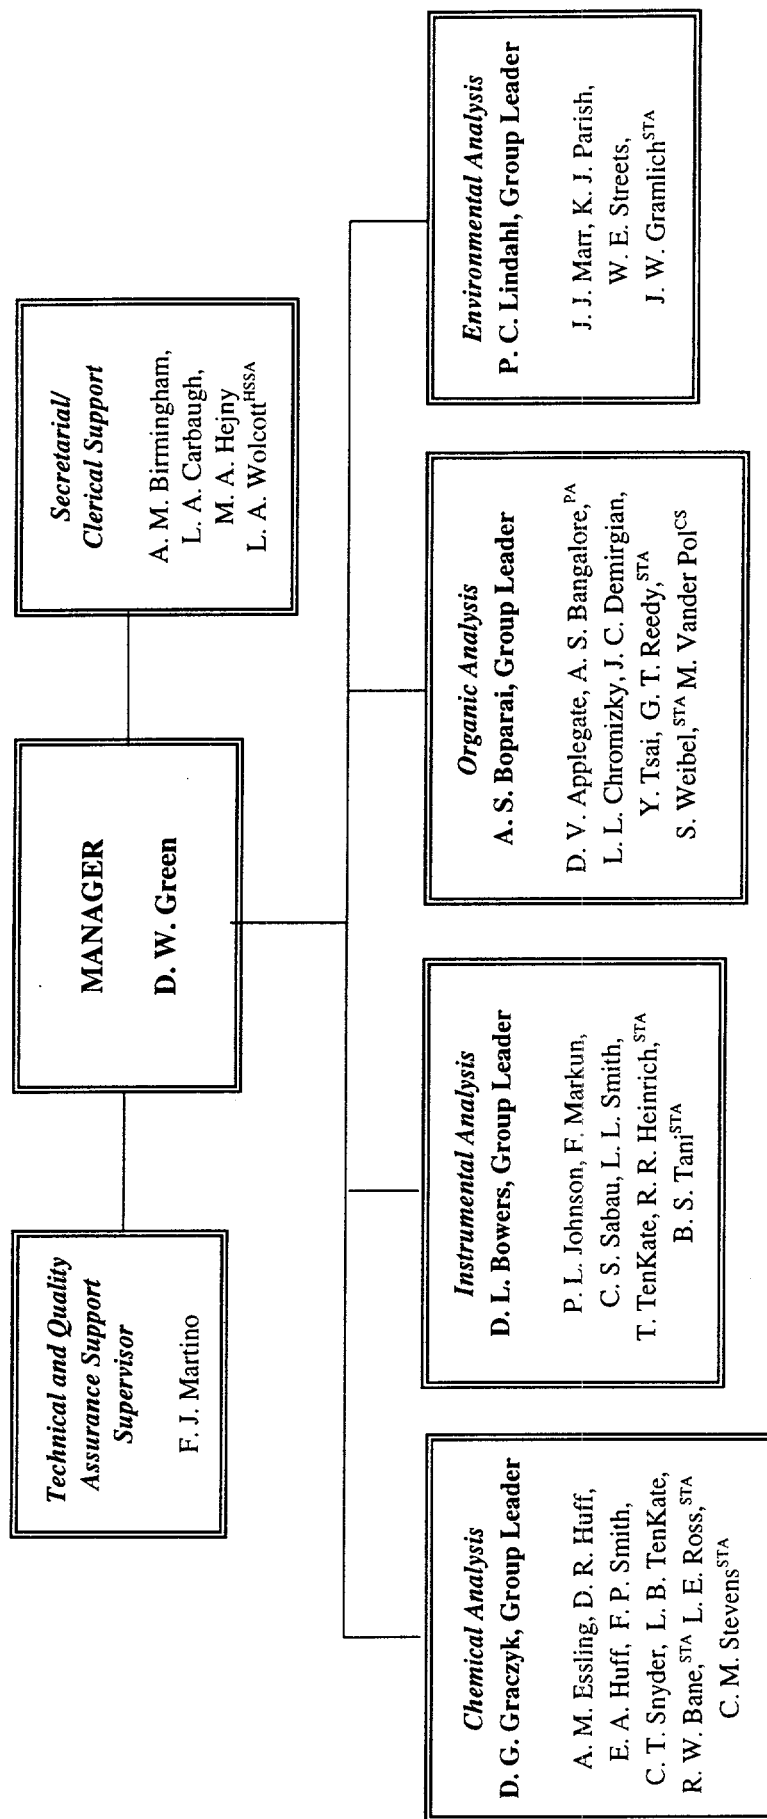 Technical and Quality
Assurance Support
Supervisor
F. J. Martino
MANAGER
D. W. Green
Secretarial/
Clerical Support
A. M. Birmingham,
L. A. Carbaugh,
M. A. Hejny
L. A. Wolcott^HSSA
Chemical Analysis
D. G. Graczyk, Group Leader
A. M. Essling, D. R. Huff,
E. A. Huff, F. P. Smith,
C. T. Snyder, L. B. TenKate,
R. W. Bane,^STA L. E. Ross,^STA
C. M. Stevens^STA
Instrumental Analysis
D. L. Bowers, Group Leader
P. L. Johnson, F. Markun,
C. S. Sabau, L. L. Smith,
T. TenKate, R. R. Heinrich,^STA
B. S. Tani^STA
Organic Analysis
A. S. Boparai, Group Leader
D. V. Applegate, A. S. Bangalore,^PA
L. L. Chromizky, J. C. Demirgian,
Y. Tsai, G. T. Reedy,^STA
S. Weibel,^STA M. Vander Pol^CS
Environmental Analysis
P. C. Lindahl, Group Leader
J. J. Marr, K. J. Parish,
W. E. Streets,
J. W. Gramlich^STA